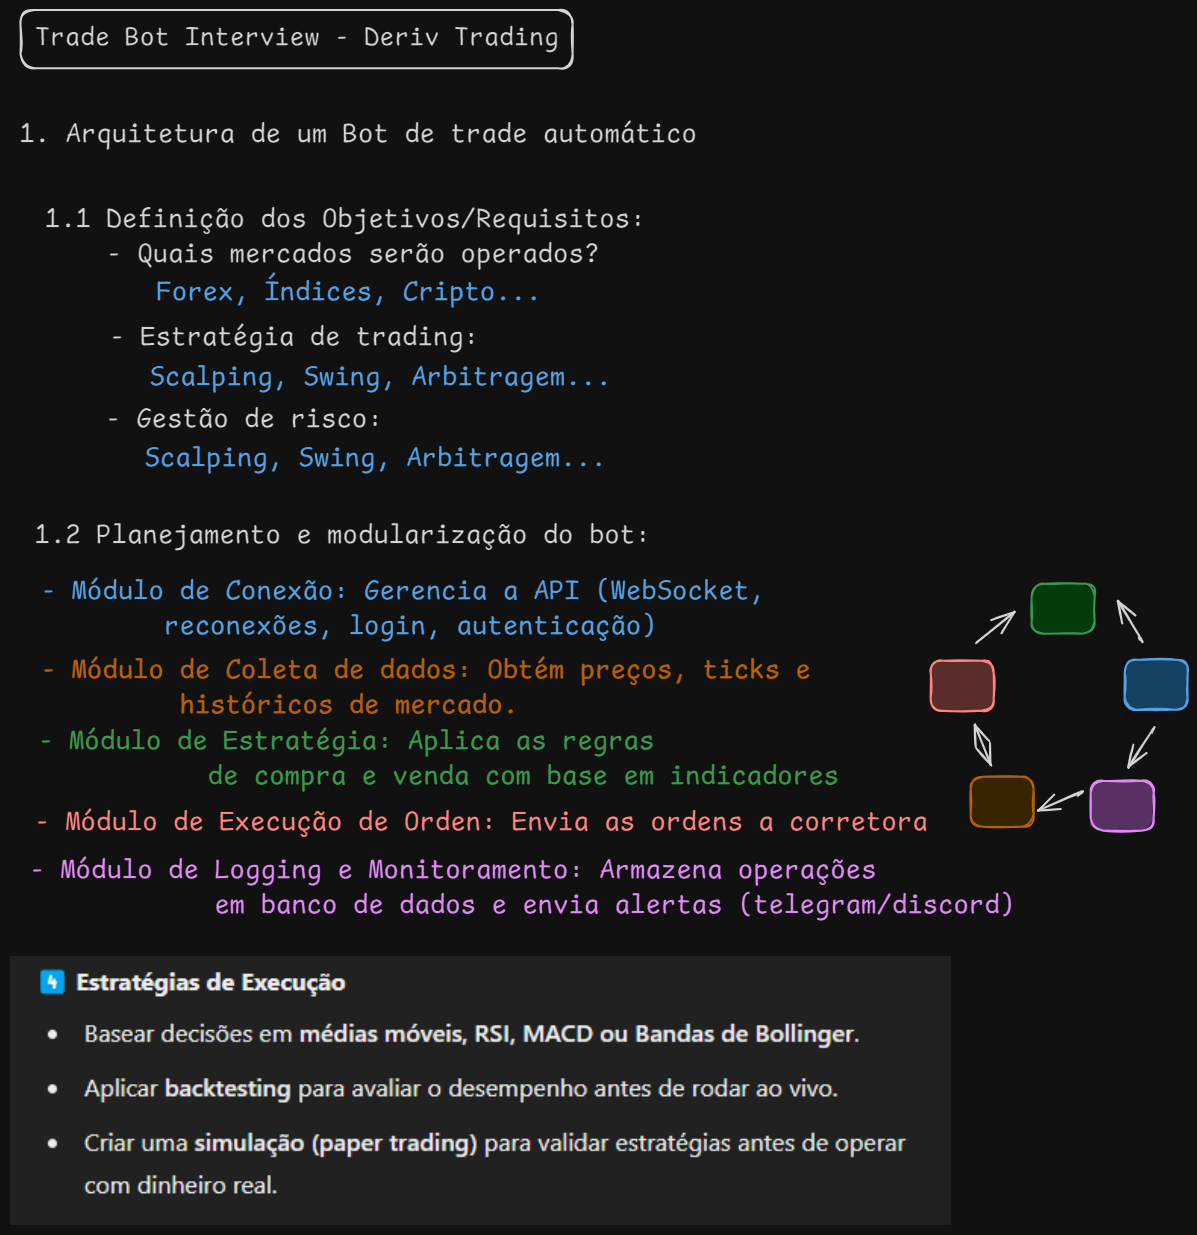 Trade Bot Interview - Deriv Trading
1. Arquitetura de um Bot de trade automático
1.1 Definição dos Objetivos/Requisitos:
- Quais mercados serão operados?
Forex, Índices, Cripto...
- Estratégia de trading:
Scalping, Swing, Arbitragem...
- Gestão de risco:
Scalping, Swing, Arbitragem...
1.2 Planejamento e modularização do bot:
- Módulo de Conexão: Gerencia a API (WebSocket,
reconexões, login, autenticação)
- Módulo de Coleta de dados: Obtém preços, ticks e
históricos de mercado.
- Módulo de Estratégia: Aplica as regras
de compra e venda com base em indicadores
- Módulo de Execução de Orden: Envia as ordens a corretora
- Módulo de Logging e Monitoramento: Armazena operações
em banco de dados e envia alertas (telegram/discord)
4 Estratégias de Execução
• Basear decisões em médias móveis, RSI, MACD ou Bandas de Bollinger.
• Aplicar backtesting para avaliar o desempenho antes de rodar ao vivo.
• Criar uma simulação (paper trading) para validar estratégias antes de operar
com dinheiro real.